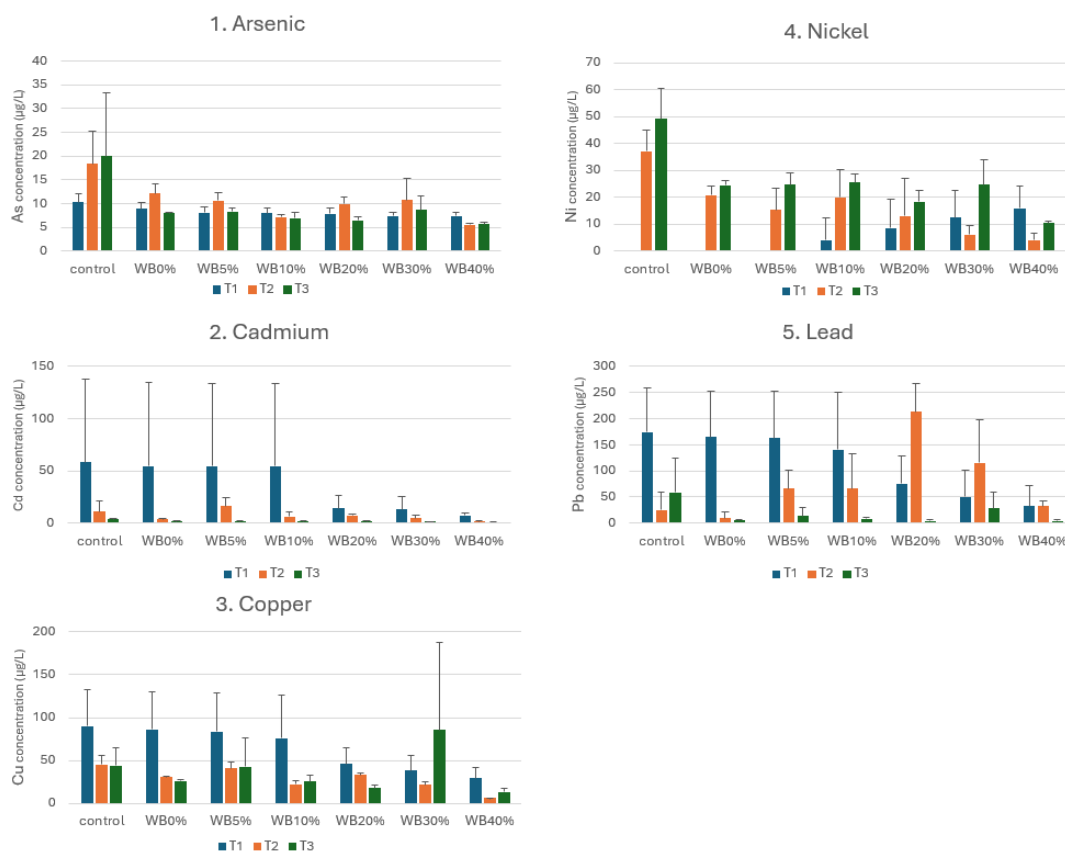 1. Arsenic
As concentration (µg/L)
40
35
30
25
20
15
10
5
0
control WB0% WB5% WB10% WB20% WB30% WB40%
T1 T2 T3
4. Nickel
Ni concentration (µg/L)
70
60
50
40
30
20
10
0
control WB0% WB5% WB10% WB20% WB30% WB40%
T1 T2 T3
2. Cadmium
Cd concentration (µg/L)
150
100
50
0
control WB0% WB5% WB10% WB20% WB30% WB40%
T1 T2 T3
5. Lead
Pb concentration (µg/L)
300
250
200
150
100
50
0
control WB0% WB5% WB10% WB20% WB30% WB40%
T1 T2 T3
3. Copper
Cu concentration (µg/L)
200
150
100
50
0
control WB0% WB5% WB10% WB20% WB30% WB40%
T1 T2 T3